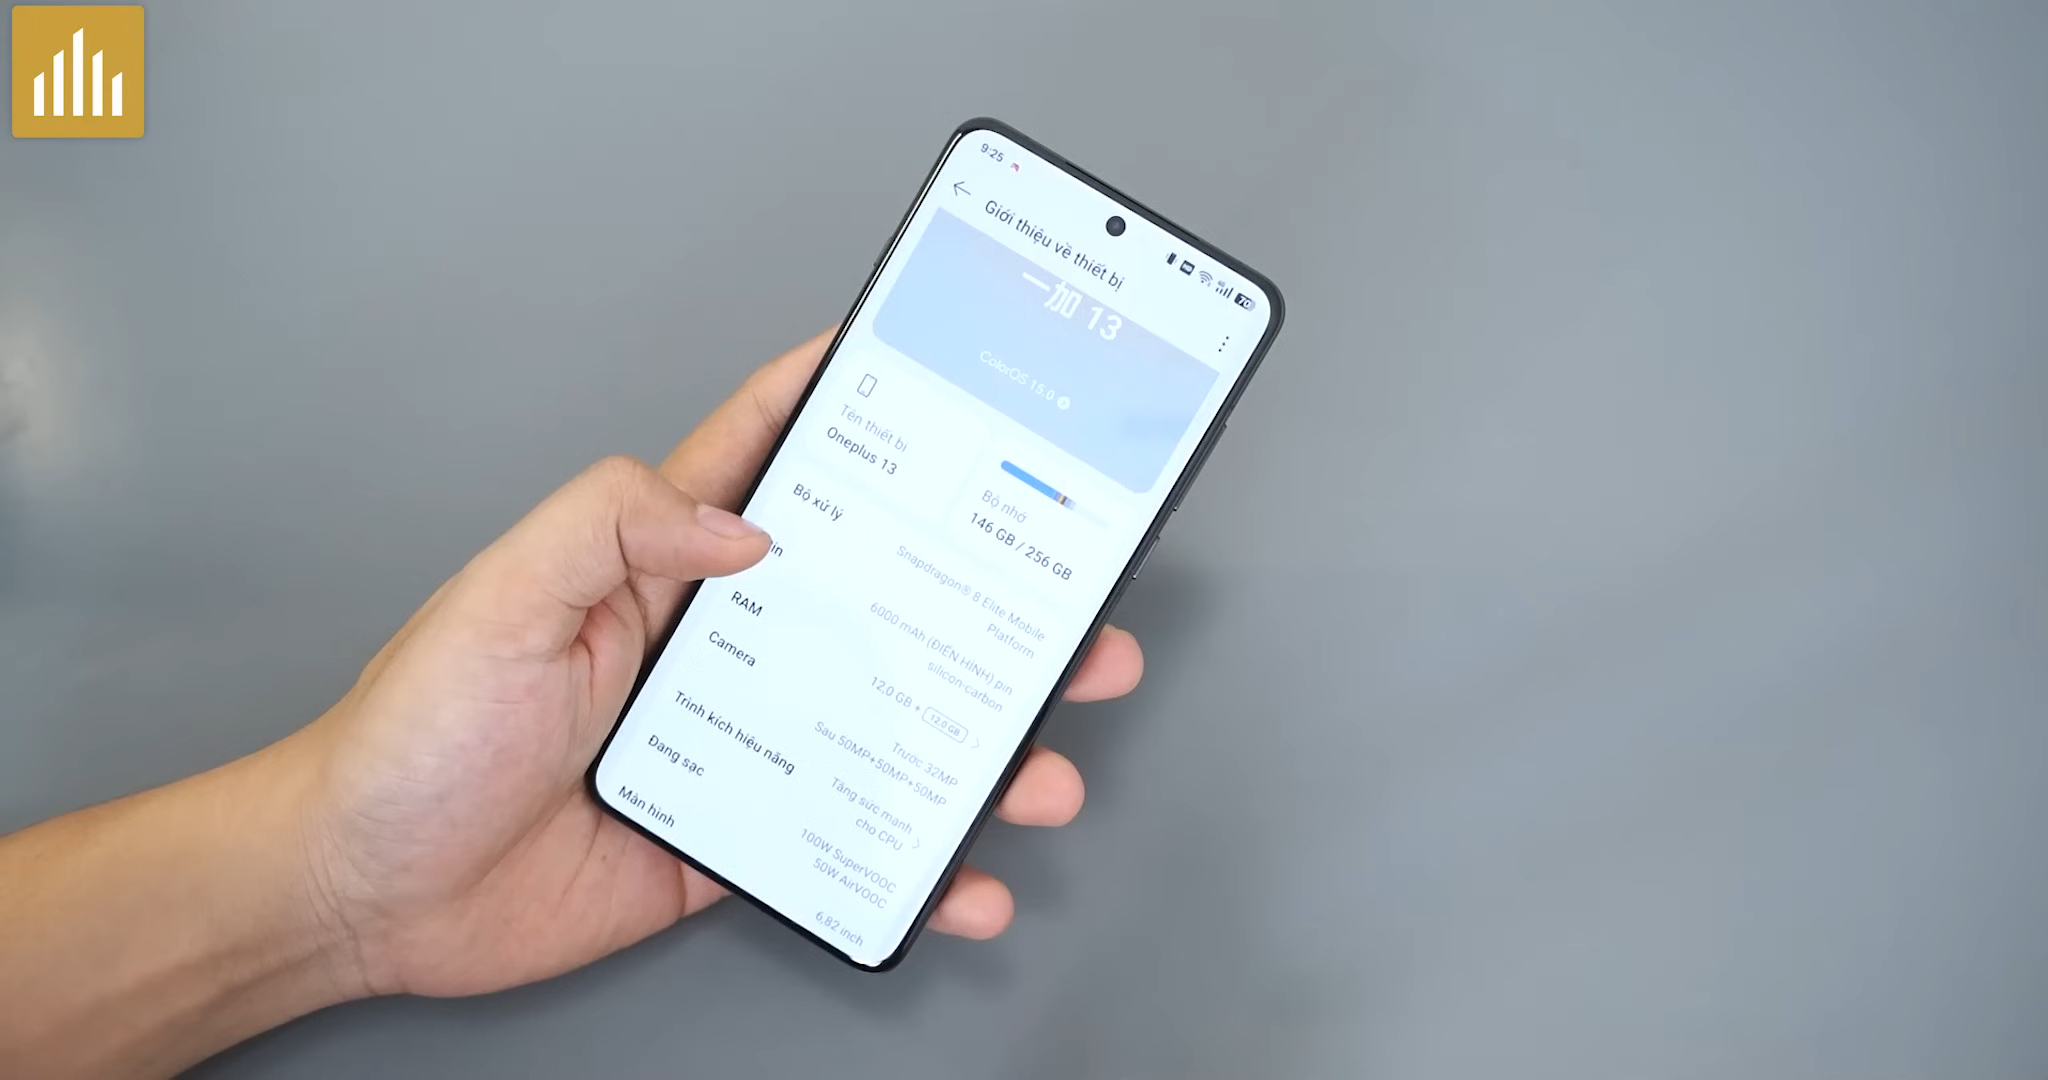 9:25
70
Giới thiệu về thiết bị
一加 13
ColorOS 15.0
Tên thiết bị
Oneplus 13
Bộ nhớ
146 GB / 256 GB
Bộ xử lý
Snapdragon® 8 Elite Mobile
Platform
in
6000 mAh (ĐIỂN HÌNH) pin
silicon-carbon
RAM
12,0 GB + 12,0 GB
Camera
Trước 32MP
Sau 50MP+50MP+50MP
Trình kích hiệu năng
Tăng sức mạnh
cho CPU
Đang sạc
100W SuperVOOC
50W AirVOOC
Màn hình
6,82 inch